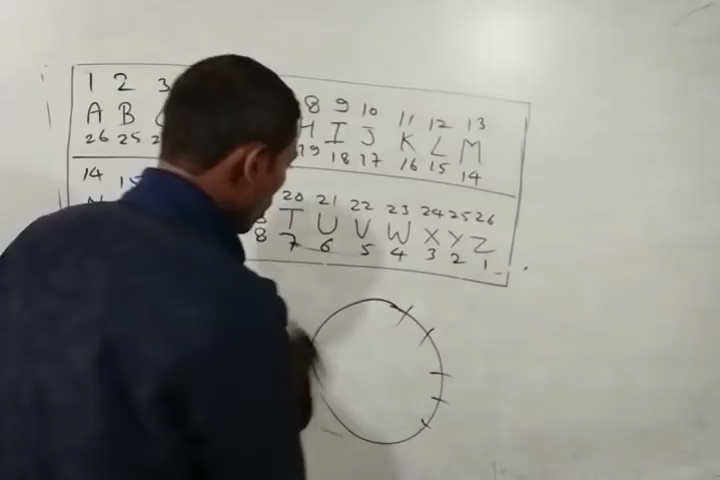 1 2 3 8 9 10 11 12 13
A B H I J K L M
26 25 19 18 17 16 15 14
14 20 21 22 23 24 25 26
T U V W X Y Z
8 7 6 5 4 3 2 1